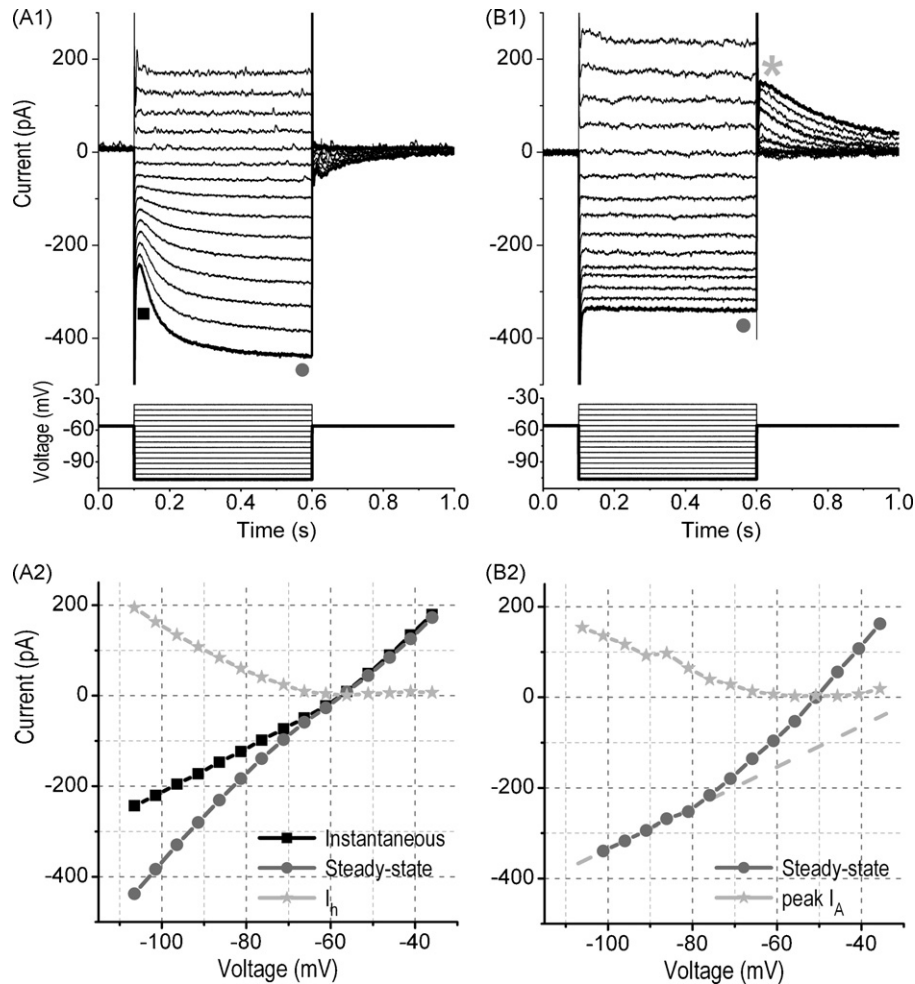 (A1)
200
0
-200
-400
Current (pA)
-30
-60
-90
Voltage (mV)
0.0 0.2 0.4 0.6 0.8 1.0
Time (s)
(B1)
200
0
-200
-400
Current (pA)
*
-30
-60
-90
0.0 0.2 0.4 0.6 0.8 1.0
Time (s)
(A2)
200
0
-200
-400
Current (pA)
Instantaneous
Steady-state
Ih
-100 -80 -60 -40
Voltage (mV)
(B2)
200
0
-200
-400
Steady-state
peak IA
-100 -80 -60 -40
Voltage (mV)